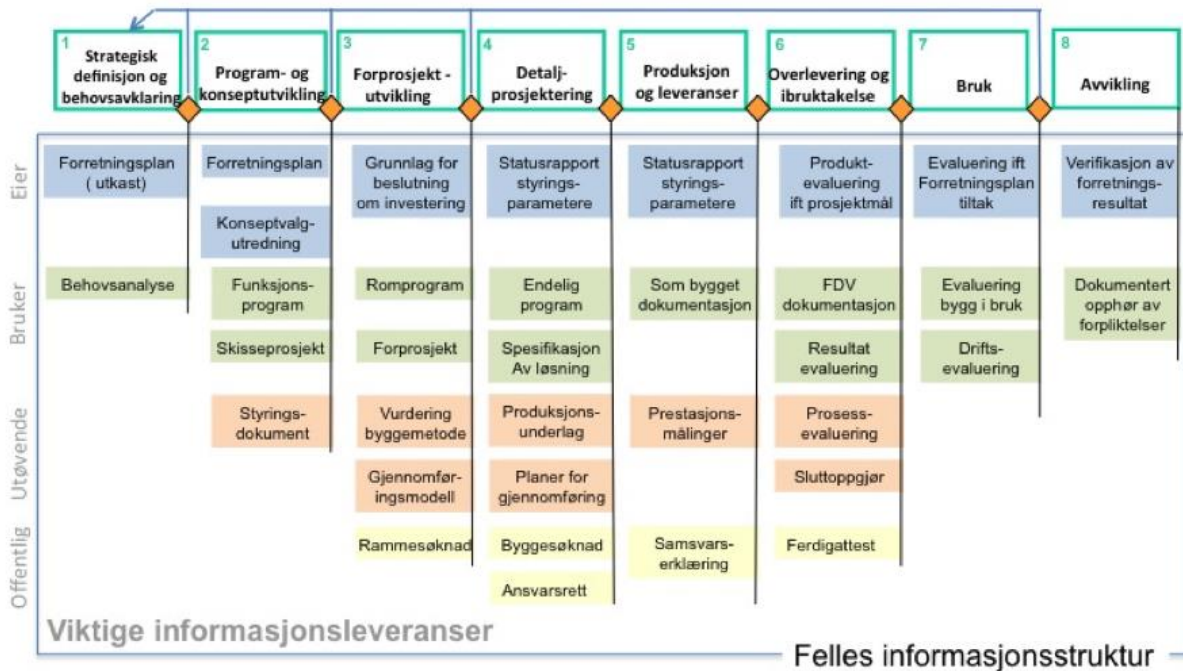 1
Strategisk
definisjon og
behovsavklaring
2
Program- og
konseptutvikling
3
Forprosjekt -
utvikling
4
Detalj-
prosjektering
5
Produksjon
og leveranser
6
Overlevering og
ibruktakelse
7
Bruk
8
Avvikling
Eier
Forretningsplan
( utkast)
Forretningsplan
Konseptvalg-
utredning
Grunnlag for
beslutning
om investering
Statusrapport
styrings-
parametere
Statusrapport
styrings-
parametere
Produkt-
evaluering
ift prosjektmål
Evaluering ift
Forretningsplan
tiltak
Verifikasjon av
forretnings-
resultat
Bruker
Behovsanalyse
Funksjons-
program
Skisseprosjekt
Romprogram
Forprosjekt
Endelig
program
Spesifikasjon
Av løsning
Som bygget
dokumentasjon
FDV
dokumentasjon
Resultat
evaluering
Evaluering
bygg i bruk
Drifts-
evaluering
Dokumentert
opphør av
forpliktelser
Utøvende
Styrings-
dokument
Vurdering
byggemetode
Gjennomfør-
ingsmodell
Produksjons-
underlag
Planer for
gjennomføring
Prestasjons-
målinger
Prosess-
evaluering
Sluttoppgjør
Offentlig
Rammesøknad
Byggesøknad
Ansvarsrett
Samsvars-
erklæring
Ferdigattest
Viktige informasjonsleveranser
Felles informasjonsstruktur